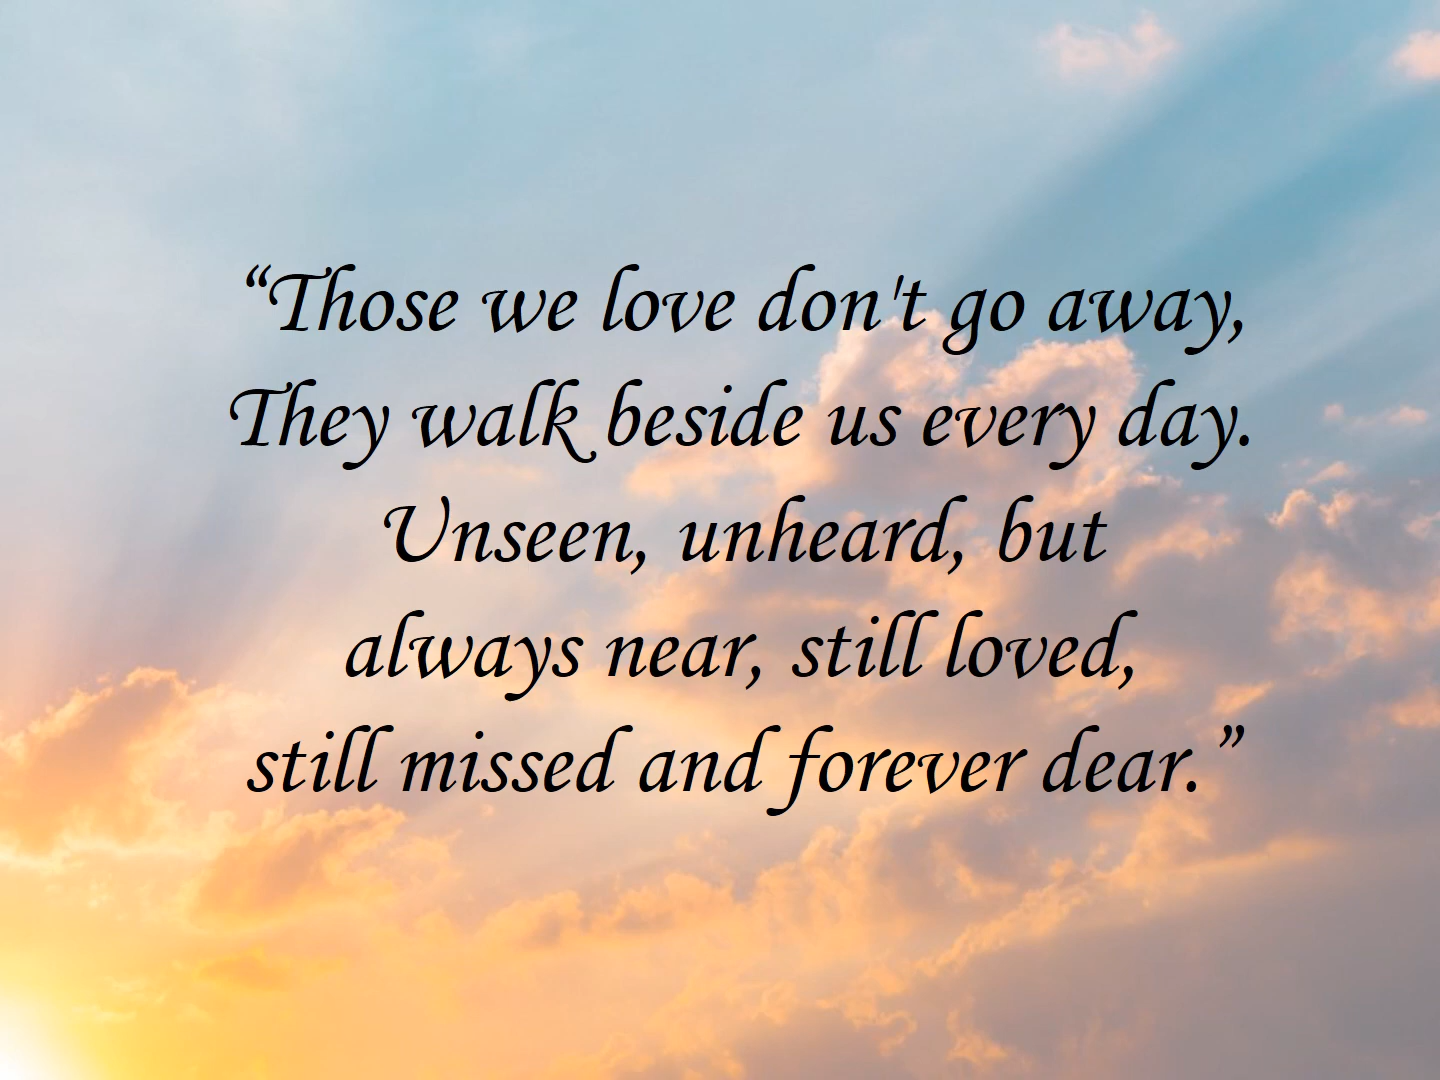 “Those we love don't go away,
They walk beside us every day.
Unseen, unheard, but
always near, still loved,
still missed and forever dear.”